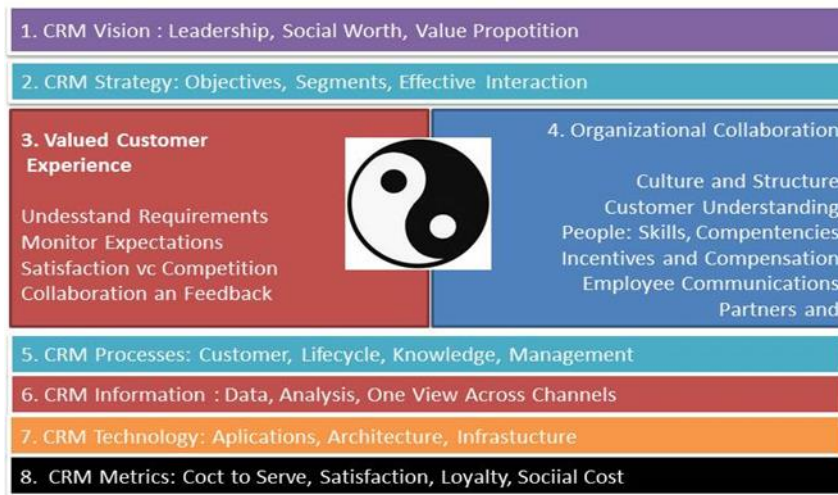 1. CRM Vision : Leadership, Social Worth, Value Propotition
2. CRM Strategy: Objectives, Segments, Effective Interaction
3. Valued Customer
Experience
Undesstand Requirements
Monitor Expectations
Satisfaction vc Competition
Collaboration an Feedback
4. Organizational Collaboration
Culture and Structure
Customer Understanding
People: Skills, Compentencies
Incentives and Compensation
Employee Communications
Partners and
5. CRM Processes: Customer, Lifecycle, Knowledge, Management
6. CRM Information : Data, Analysis, One View Across Channels
7. CRM Technology: Aplications, Architecture, Infrastucture
8. CRM Metrics: Coct to Serve, Satisfaction, Loyalty, Sociial Cost